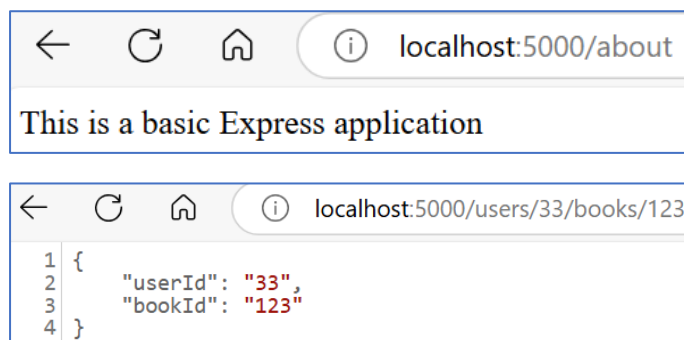 localhost:5000/about
This is a basic Express application
localhost:5000/users/33/books/123
1 {
2 "userId": "33",
3 "bookId": "123"
4 }